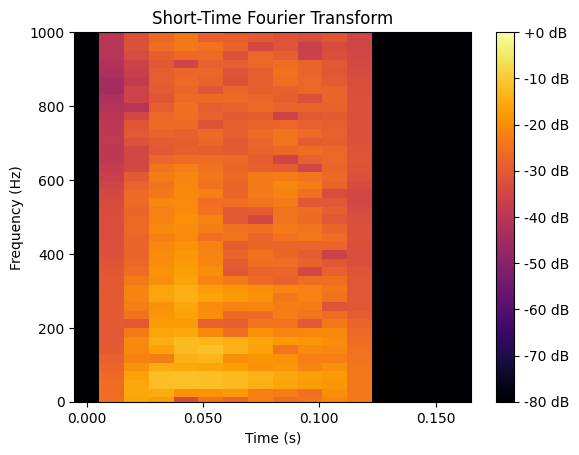 Short-Time Fourier Transform
1000
800
600
400
200
0
Frequency (Hz)
0.000
0.050
0.100
0.150
Time (s)
+0 dB
-10 dB
-20 dB
-30 dB
-40 dB
-50 dB
-60 dB
-70 dB
-80 dB